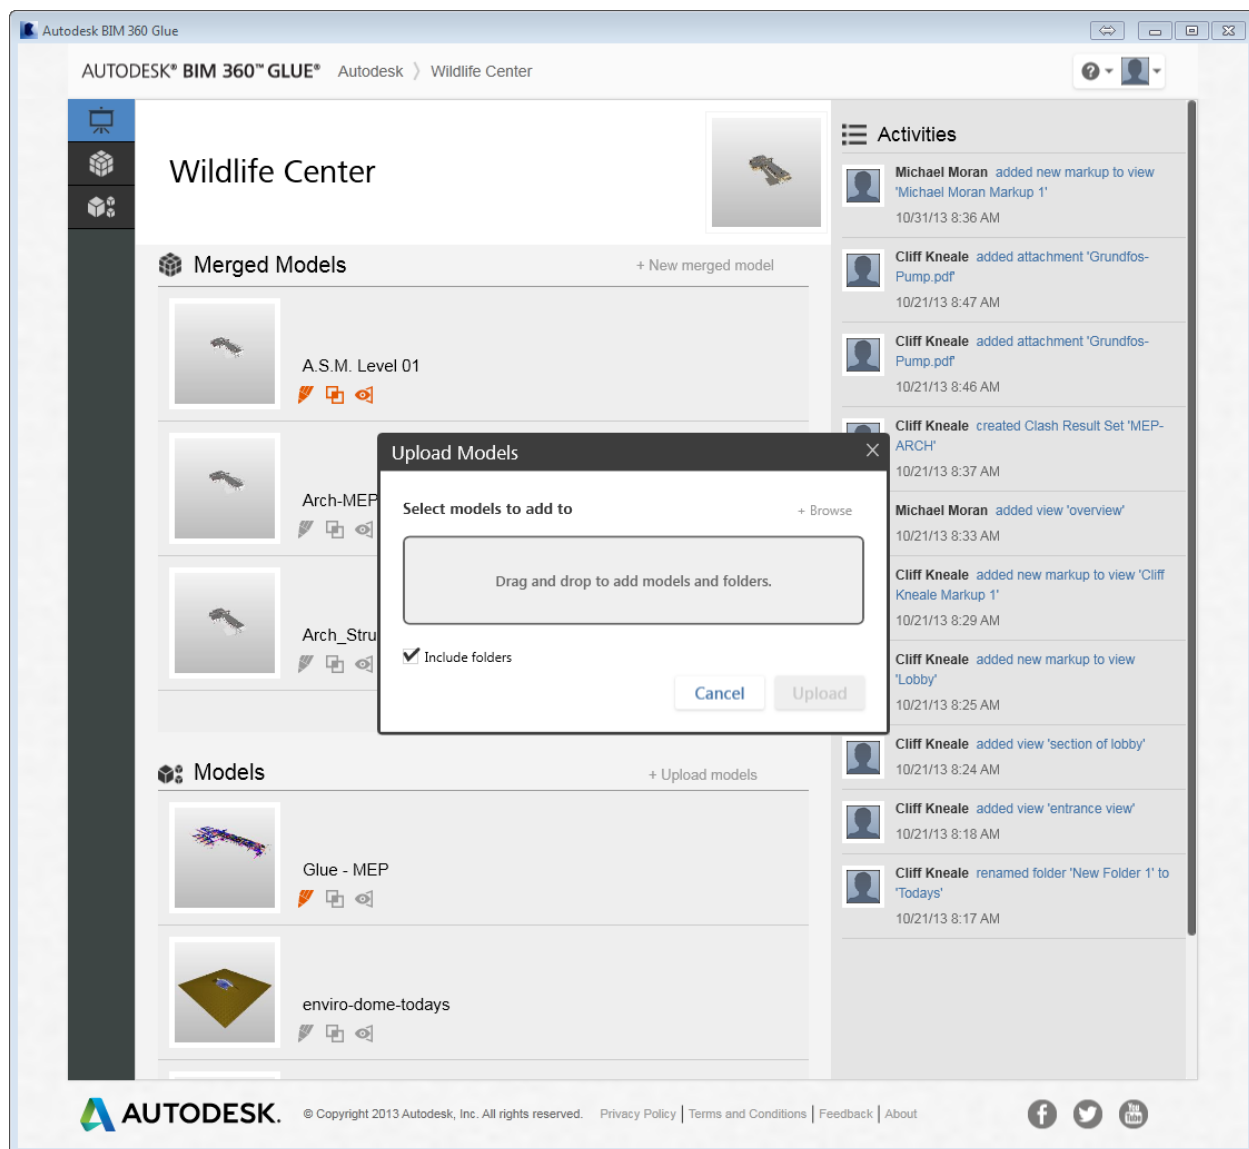 Autodesk BIM 360 Glue
AUTODESK® BIM 360™ GLUE® Autodesk 〉 Wildlife Center
Wildlife Center
Merged Models
+ New merged model
A.S.M. Level 01
Arch-MEP
Arch_Stru
Upload Models
Select models to add to
+ Browse
Drag and drop to add models and folders.
Include folders
Cancel
Upload
Models
+ Upload models
Glue - MEP
enviro-dome-todays
Activities
Michael Moran added new markup to view
'Michael Moran Markup 1'
10/31/13 8:36 AM
Cliff Kneale added attachment 'Grundfos-
Pump.pdf'
10/21/13 8:47 AM
Cliff Kneale added attachment 'Grundfos-
Pump.pdf'
10/21/13 8:46 AM
Cliff Kneale created Clash Result Set 'MEP-
ARCH'
10/21/13 8:37 AM
Michael Moran added view 'overview'
10/21/13 8:33 AM
Cliff Kneale added new markup to view 'Cliff
Kneale Markup 1'
10/21/13 8:29 AM
Cliff Kneale added new markup to view
'Lobby'
10/21/13 8:25 AM
Cliff Kneale added view 'section of lobby'
10/21/13 8:24 AM
Cliff Kneale added view 'entrance view'
10/21/13 8:18 AM
Cliff Kneale renamed folder 'New Folder 1' to
'Todays'
10/21/13 8:17 AM
AUTODESK. © Copyright 2013 Autodesk, Inc. All rights reserved. Privacy Policy | Terms and Conditions | Feedback | About
You
Tube